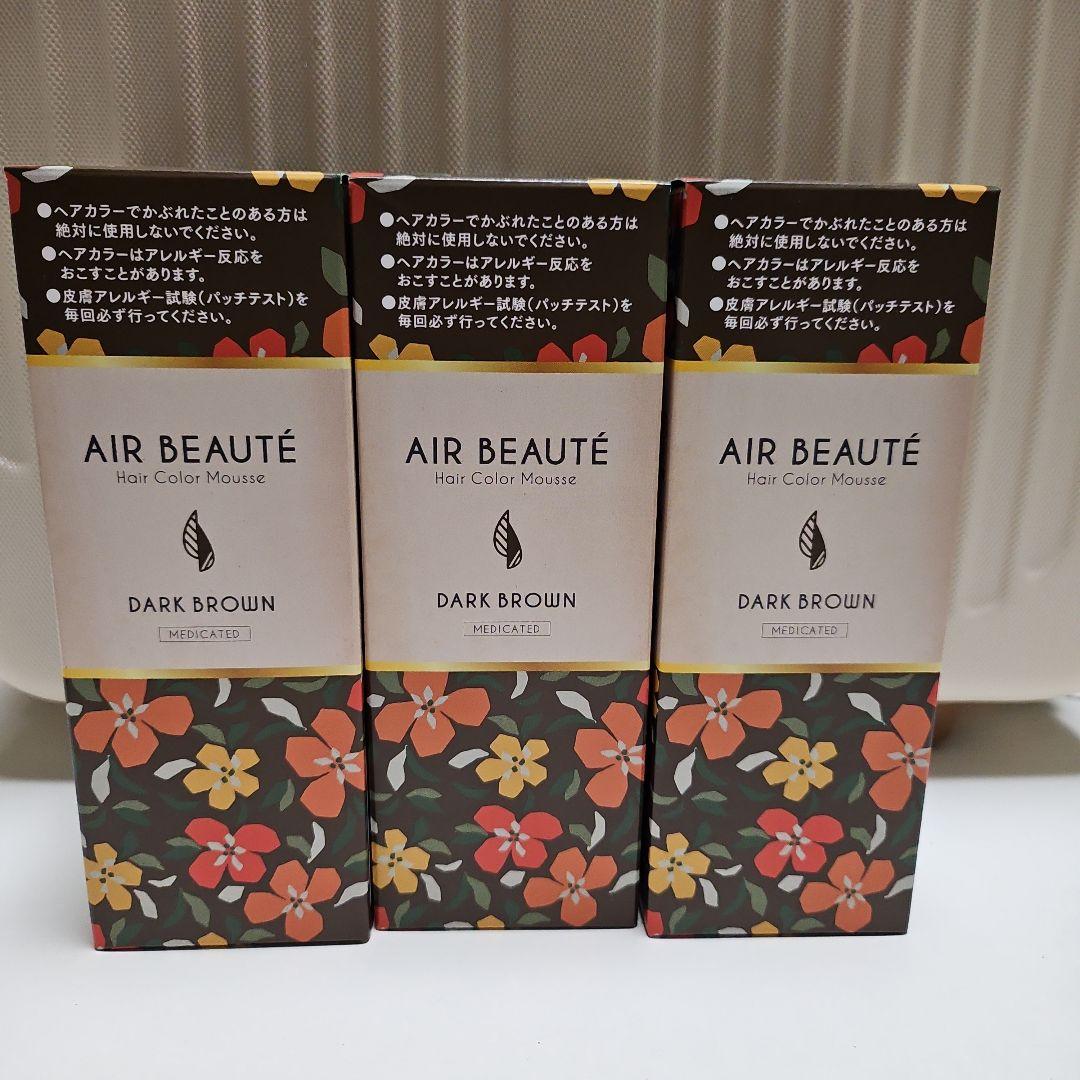 ●ヘアカラーでかぶれたことのある方は
絶対に使用しないでください。
●ヘアカラーはアレルギー反応を
おこすことがあります。
●皮膚アレルギー試験(パッチテスト)を
毎回必ず行ってください。
AIR BEAUTÉ
Hair Color Mousse
DARK BROWN
MEDICATED
●ヘアカラーでかぶれたことのある方は
絶対に使用しないでください。
●ヘアカラーはアレルギー反応を
おこすことがあります。
●皮膚アレルギー試験(パッチテスト)を
毎回必ず行ってください。
AIR BEAUTÉ
Hair Color Mousse
DARK BROWN
MEDICATED
●ヘアカラーでかぶれたことのある方は
絶対に使用しないでください。
●ヘアカラーはアレルギー反応を
おこすことがあります。
●皮膚アレルギー試験(パッチテスト)を
毎回必ず行ってください。
AIR BEAUTÉ
Hair Color Mousse
DARK BROWN
MEDICATED